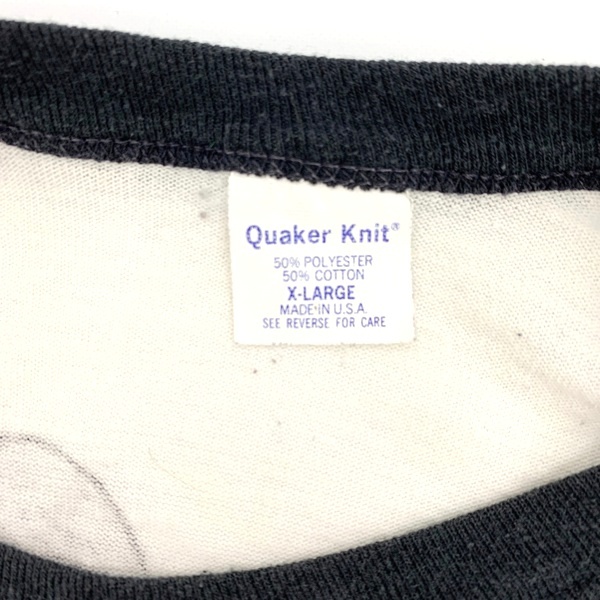 Quaker Knit®
50% POLYESTER
50% COTTON
X-LARGE
MADE IN U.S.A.
SEE REVERSE FOR CARE